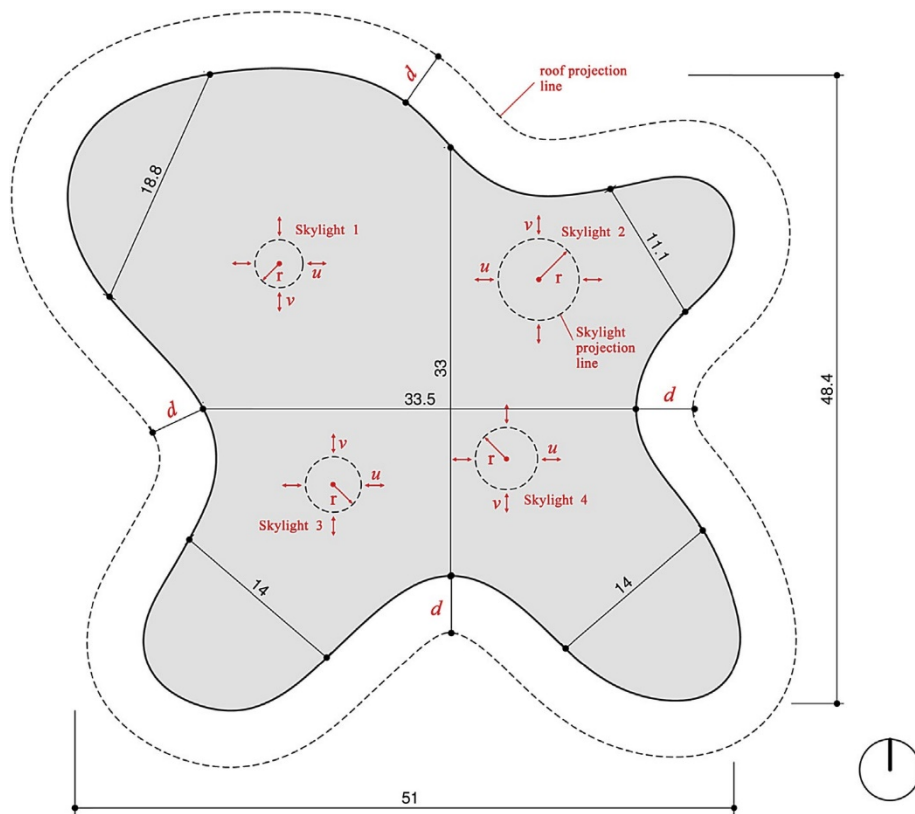 d
roof projection
line
18.8
Skylight 1
r
u
v
v
Skylight 2
u
r
11.1
Skylight
projection
line
33
33.5
d
d
48.4
v
u
r
Skylight 3
r
u
v
Skylight 4
14
14
d
51